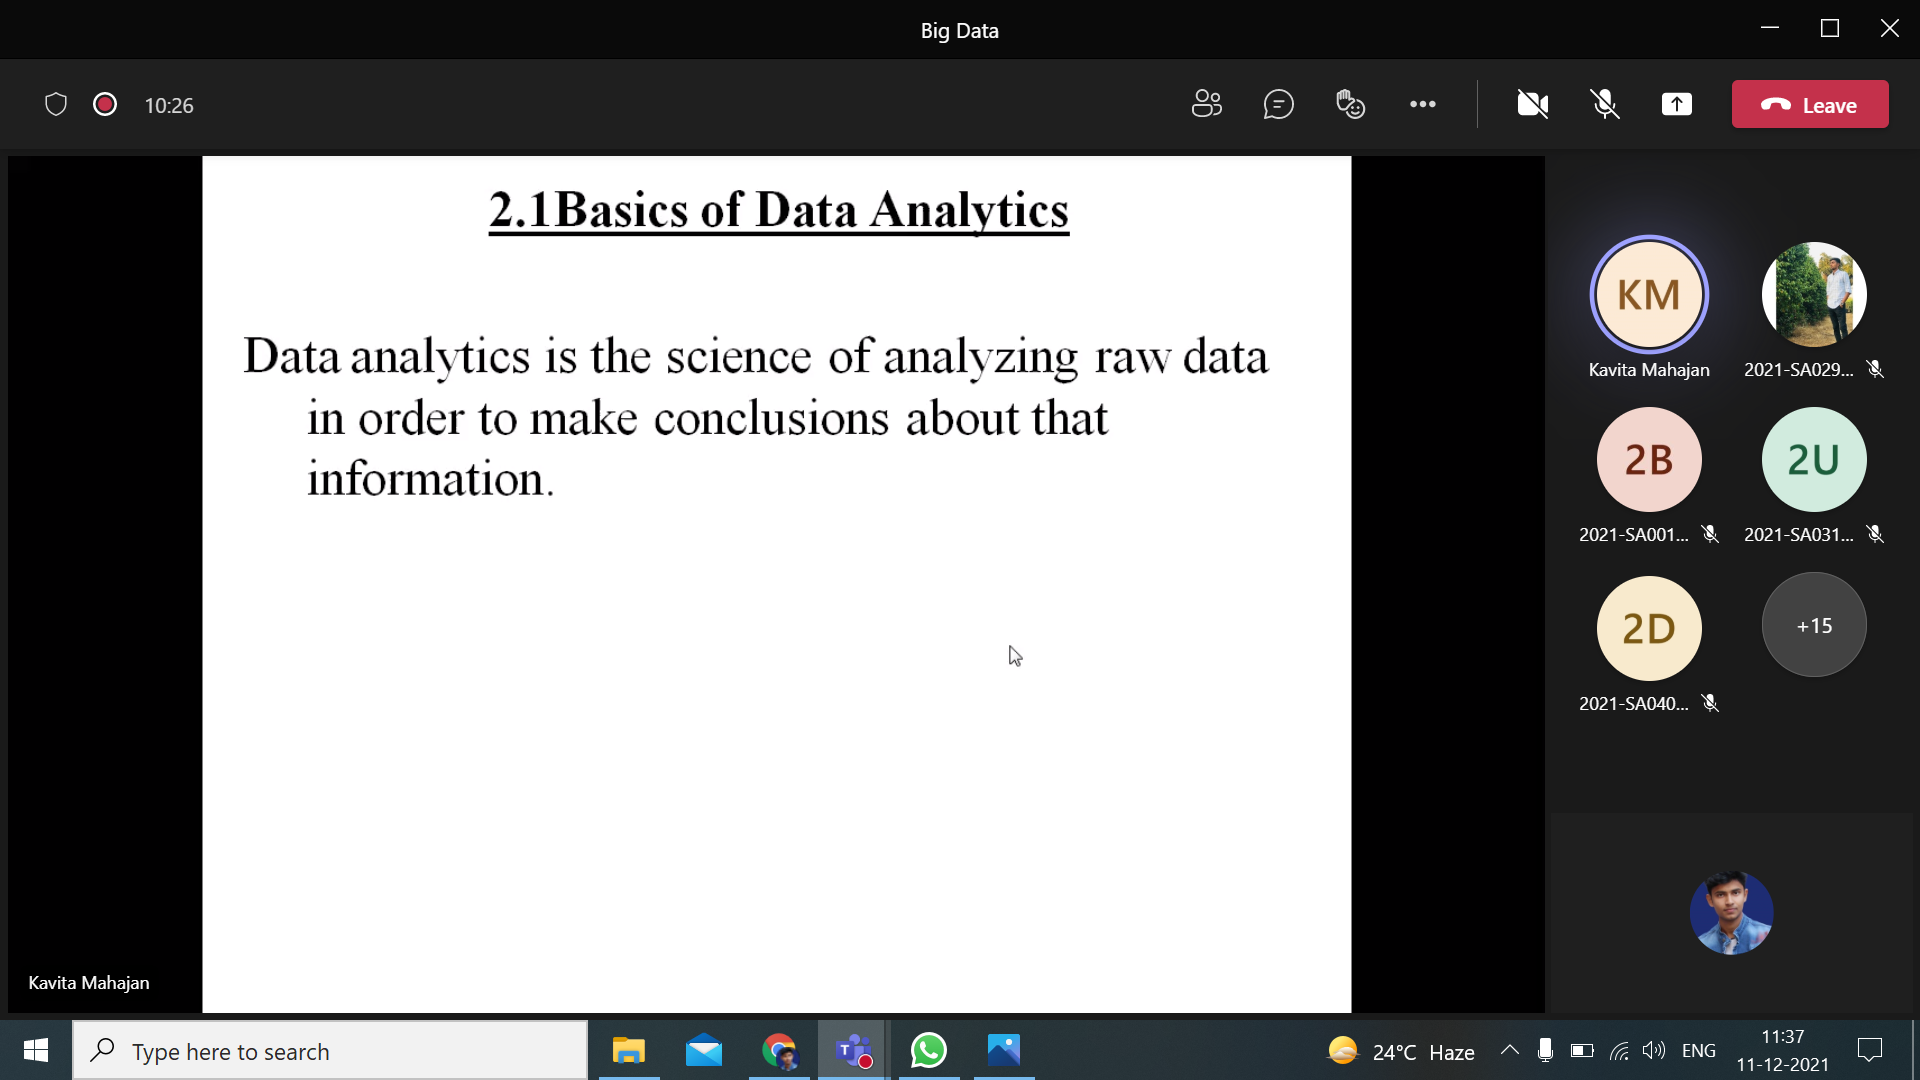 Big Data
10:26
Leave
2.1Basics of Data Analytics
Data analytics is the science of analyzing raw data
in order to make conclusions about that
information.
KM
Kavita Mahajan
2021-SA029...
2B
2U
2021-SA001...
2021-SA031...
2D
+15
2021-SA040...
Kavita Mahajan
Type here to search
24°C Haze
ENG
11:37
11-12-2021